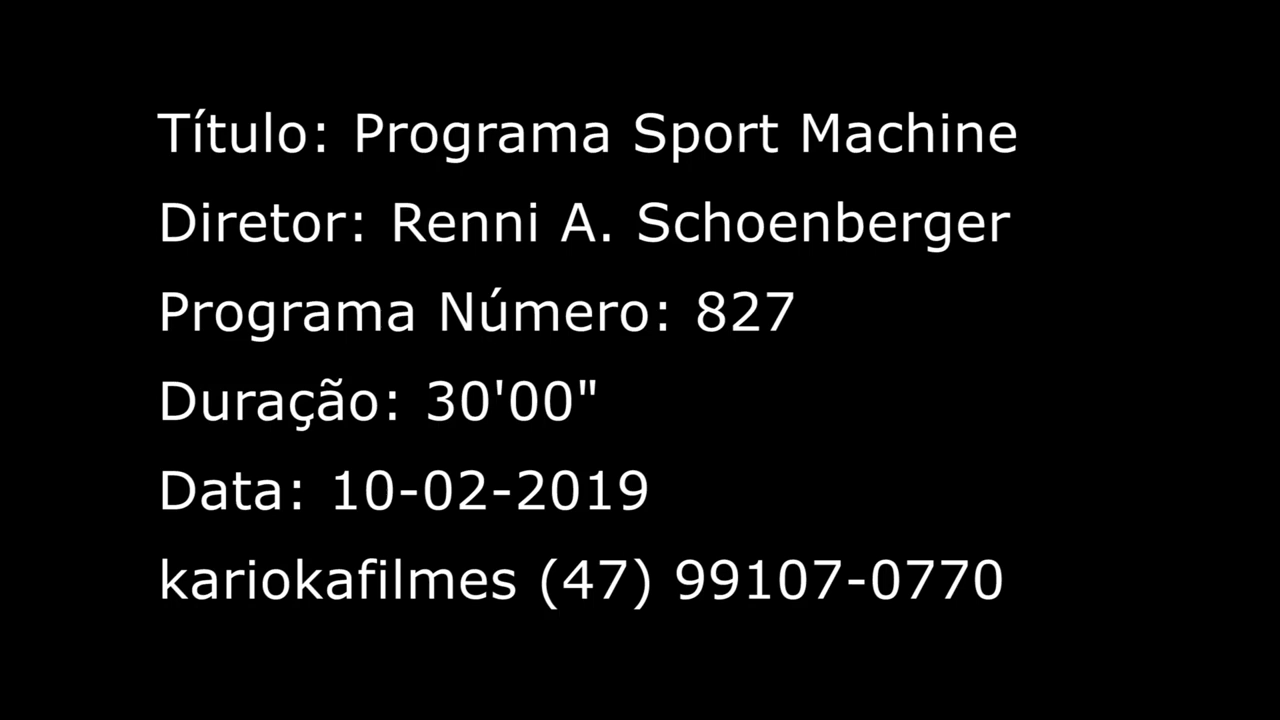 Título: Programa Sport Machine
Diretor: Renni A. Schoenberger
Programa Número: 827
Duração: 30'00"
Data: 10-02-2019
kariokafilmes (47) 99107-0770